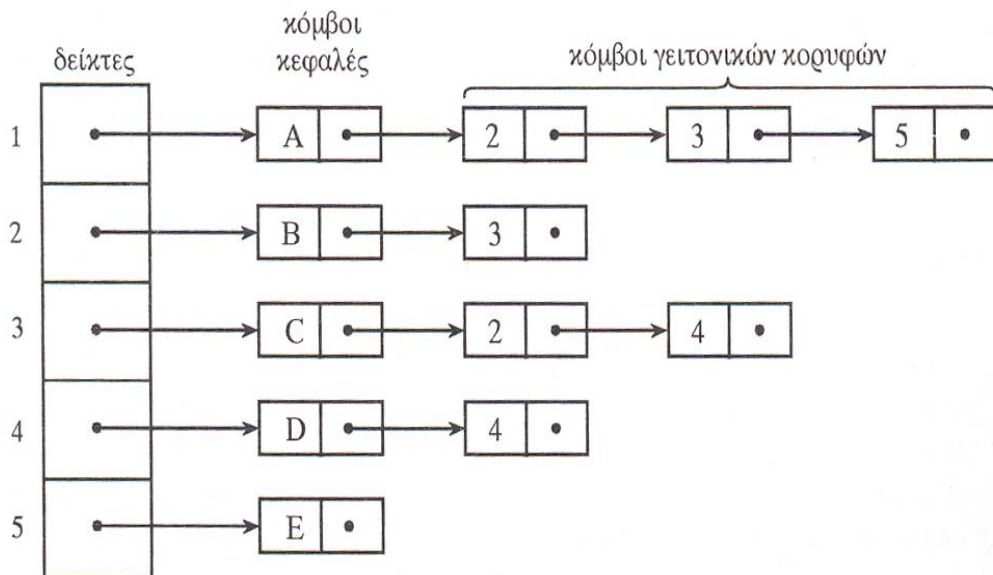 κόμβοι
δείκτες κεφαλές κόμβοι γειτονικών κορυφών
1 A 2 3 5
2 B 3
3 C 2 4
4 D 4
5 E